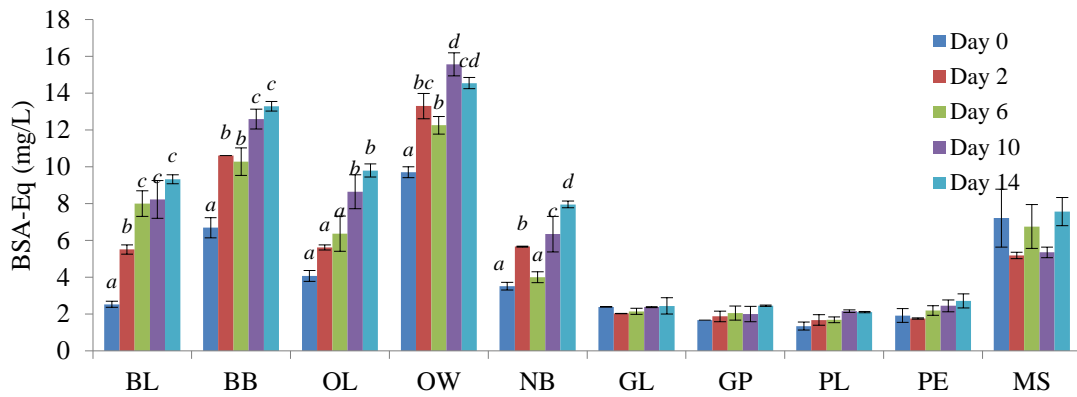 BSA-Eq (mg/L)
18
16
14
12
10
8
6
4
2
0
a b c c c
a b b c c
a a a b b
a bc b d cd
a b a c d
BL BB OL OW NB GL GP PL PE MS
Day 0
Day 2
Day 6
Day 10
Day 14